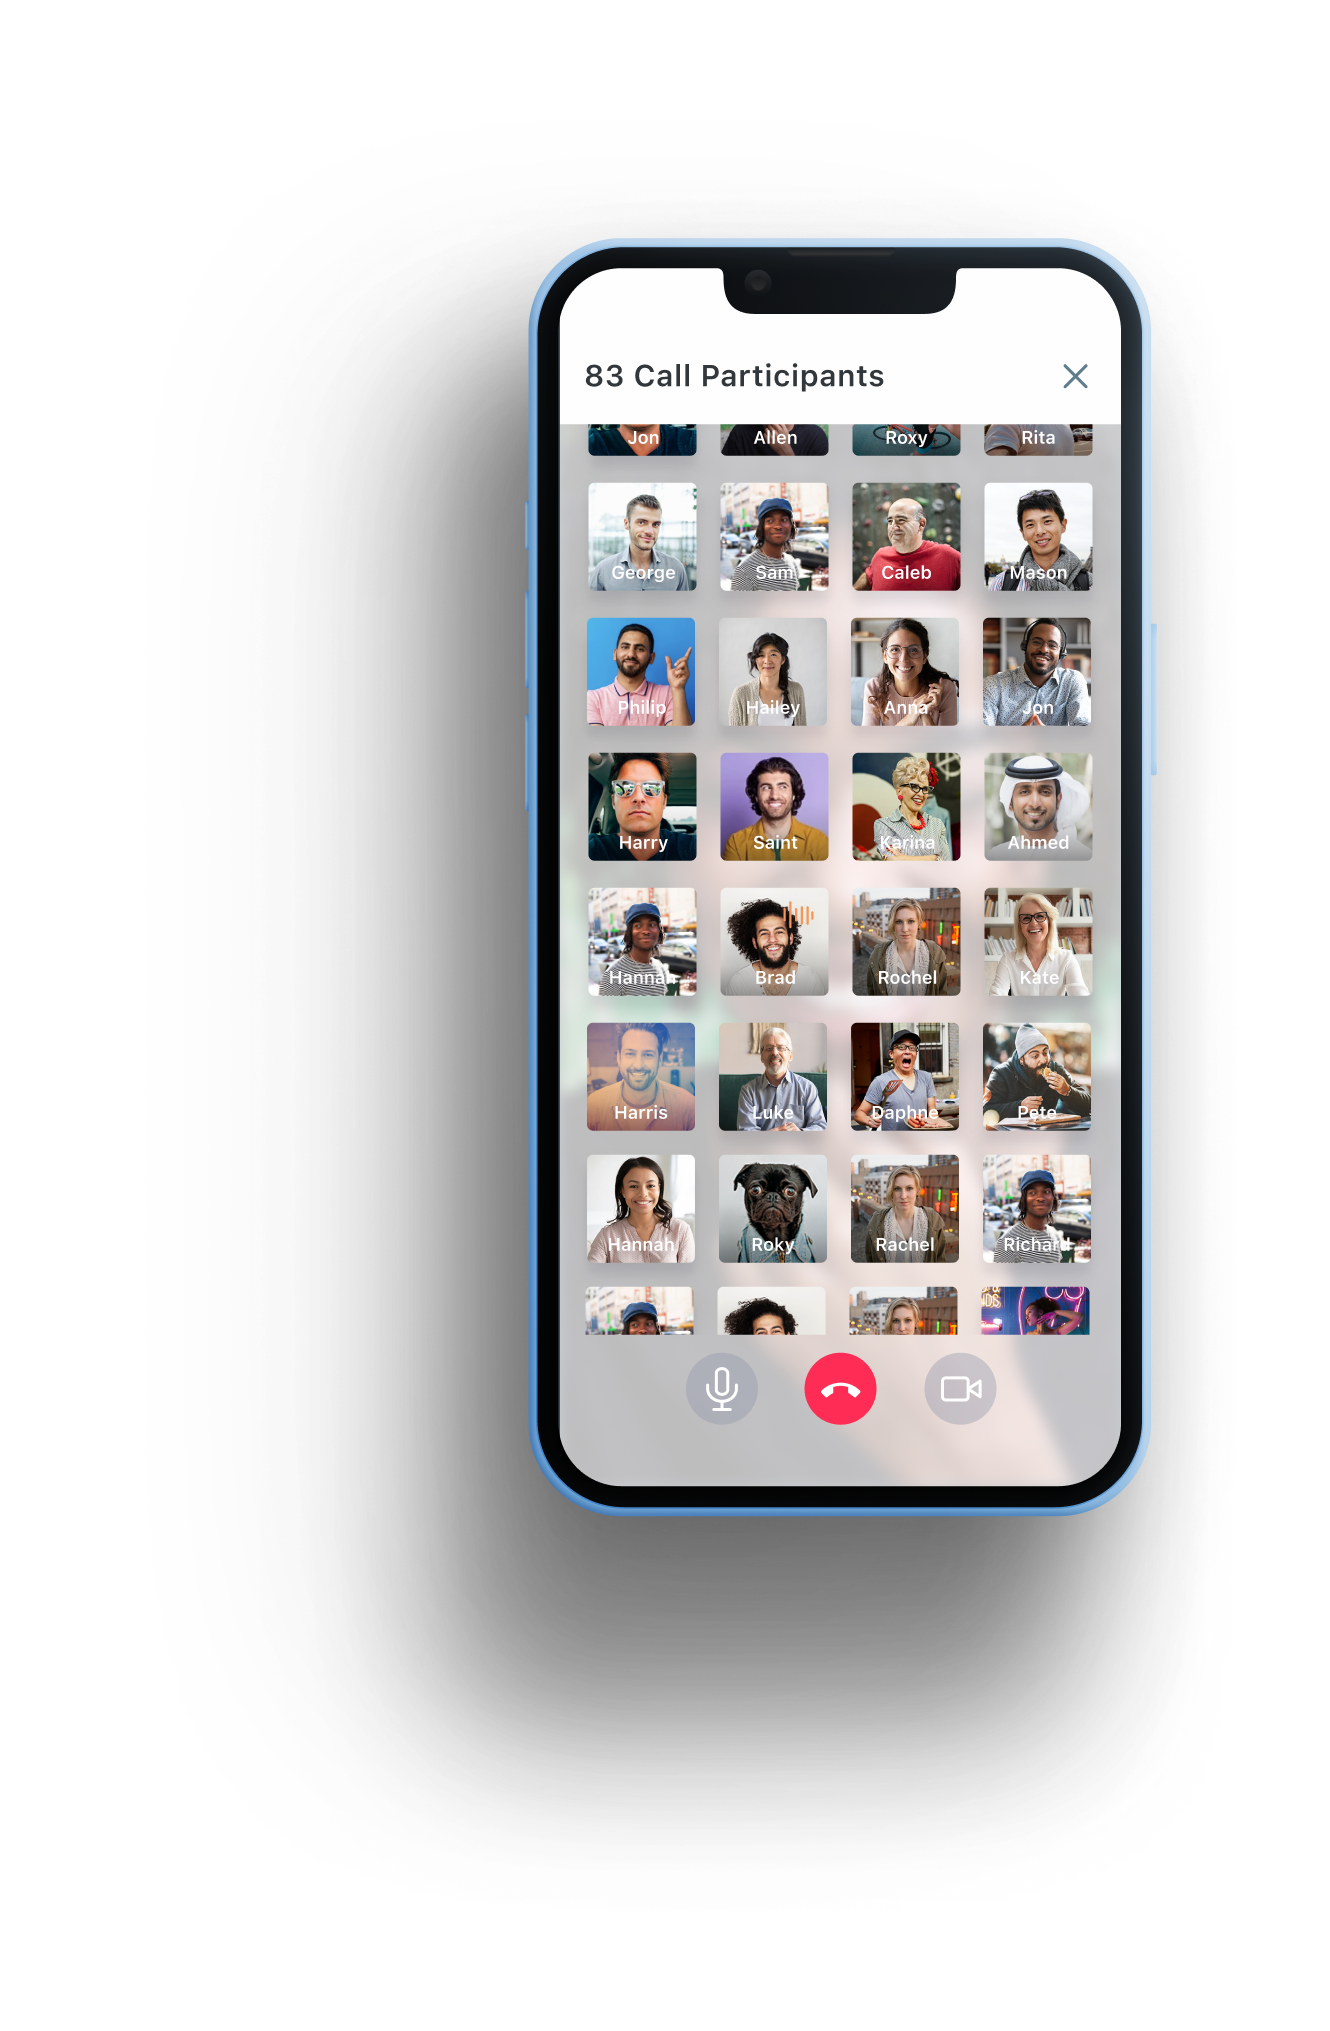 83 Call Participants
Jon Allen Roxy Rita
George Sam Caleb Mason
Philip Hailey Anna Jon
Harry Saint Karina Ahmed
Hannah Brad Rochel Kate
Harris Luke Daphne Pete
Hannah Roky Rachel Richard